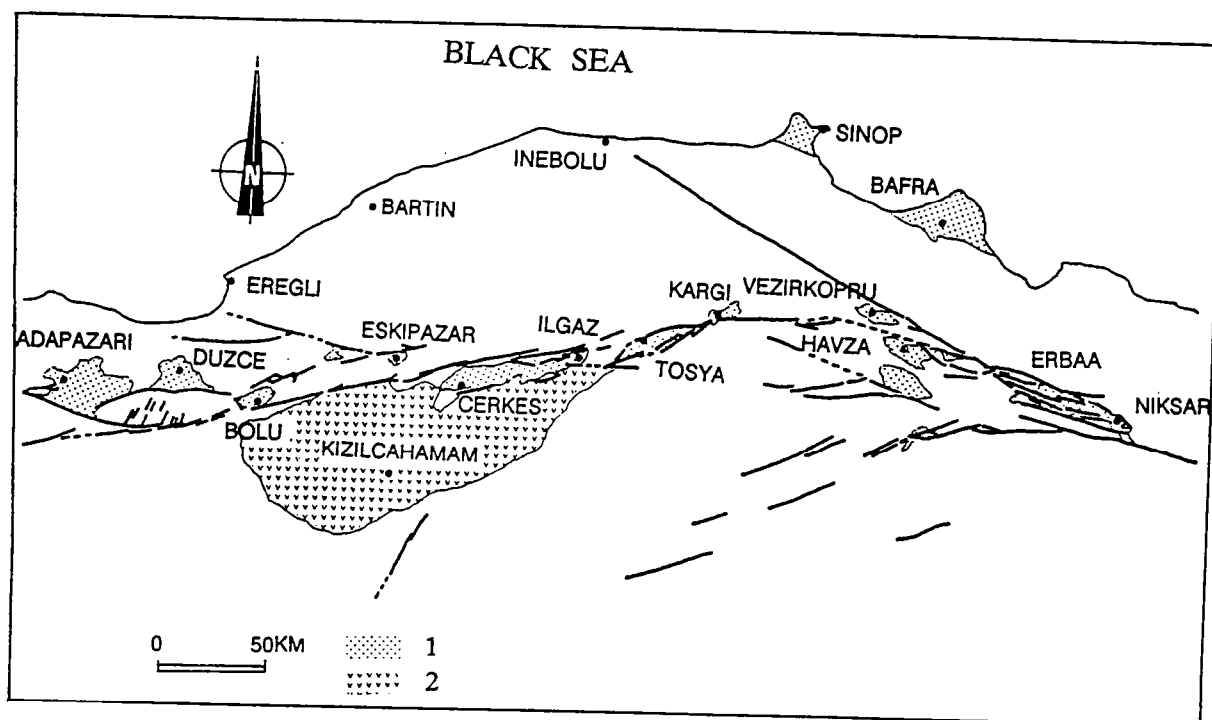 BLACK SEA
N
SINOP
INEBOLU
BAFRA
BARTIN
EREGLI
KARGI
VEZIRKOPRU
ESKIPAZAR
ILGAZ
ADAPAZARI
DUZCE
HAVZA
ERBAA
TOSYA
CERKES
NIKSAR
BOLU
KIZILCAHAMAM
0 50KM
1
2